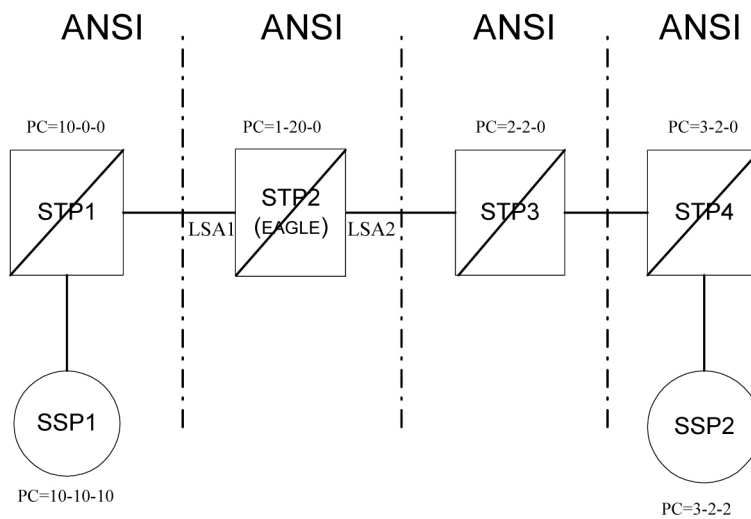 ANSI ANSI ANSI ANSI
PC=10-0-0 PC=1-20-0 PC=2-2-0 PC=3-2-0
STP1 STP2 STP3 STP4
(EAGLE)
LSA1 LSA2
SSP1 SSP2
PC=10-10-10
PC=3-2-2